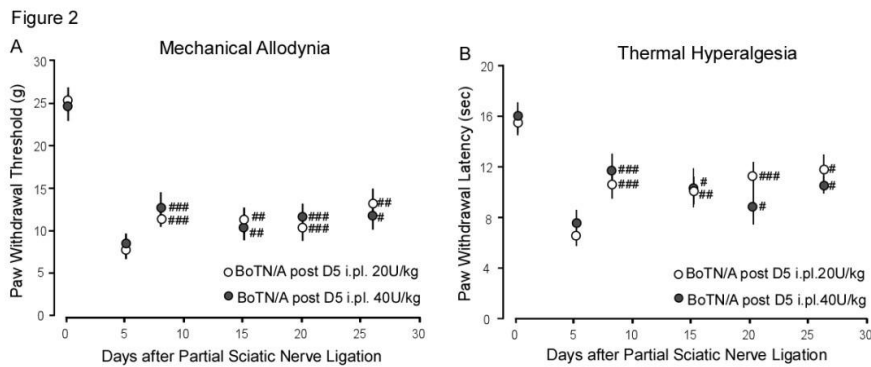 Figure 2
A
Mechanical Allodynia
Paw Withdrawal Threshold (g)
30
25
20
15
10
5
0
###
###
##
##
###
###
##
#
BoTN/A post D5 i.pl. 20U/kg
BoTN/A post D5 i.pl. 40U/kg
0 5 10 15 20 25 30
Days after Partial Sciatic Nerve Ligation
B
Thermal Hyperalgesia
Paw Withdrawal Latency (sec)
20
16
12
8
4
0
###
###
#
##
###
#
#
#
BoTN/A post D5 i.pl.20U/kg
BoTN/A post D5 i.pl.40U/kg
0 5 10 15 20 25 30
Days after Partial Sciatic Nerve Ligation